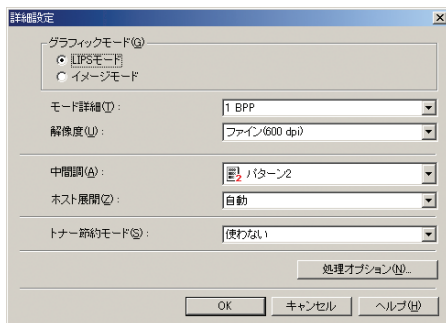 詳細設定
グラフィックモード(G)
LIPSモード
イメージモード
モード詳細(T): 1 BPP
解像度(U): ファイン(600 dpi)
中間調(A): パターン2
ホスト展開(Z): 自動
トナー節約モード(S): 使わない
処理オプション(N)...
OK キャンセル ヘルプ(H)